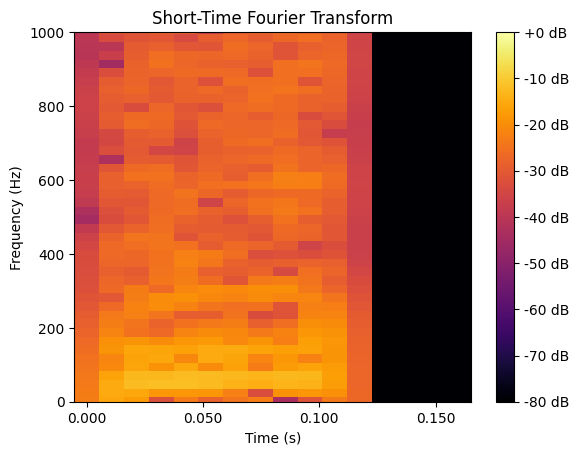 Short-Time Fourier Transform
1000
800
600
400
200
0
Frequency (Hz)
0.000
0.050
0.100
0.150
Time (s)
+0 dB
-10 dB
-20 dB
-30 dB
-40 dB
-50 dB
-60 dB
-70 dB
-80 dB